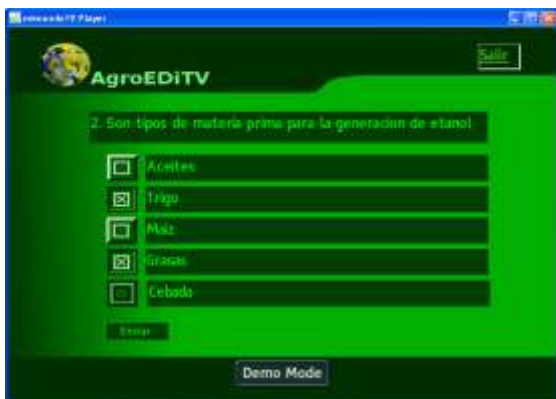 Player
Salir
AgroEDiTV
2. Son tipos de materia prima para la generacion de etanol
Aceites
Trigo
Maiz
Grasas
Cebada
Enviar
Demo Mode